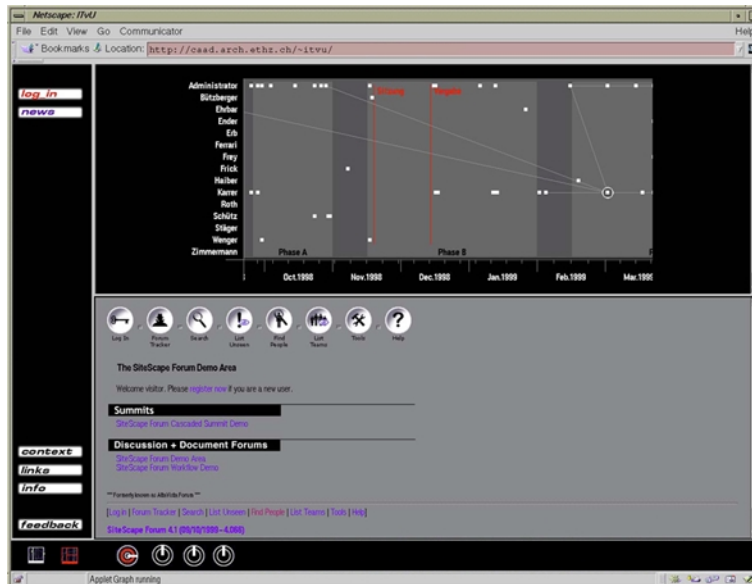 Netscape: ITvU
File Edit View Go Communicator Help
Bookmarks Location: http://caad.arch.ethz.ch/~itvu/
log_in
news
Administrator
Bützberger
Ehrbar
Ender
Erb
Ferrari
Frey
Frick
Haiber
Karrer
Roth
Schütz
Stäger
Wenger
Zimmermann
Phase A Phase B
Oct.1998 Nov.1998 Dec.1998 Jan.1999 Feb.1999 Mar.1999
Log In
Forum Tracker
Search
List Unseen
Find People
List Teams
Tools
Help
The SiteScape Forum Demo Area
Welcome visitor. Please register now if you are a new user.
Summits
SiteScape Forum Cascaded Summit Demo
Discussion + Document Forums
SiteScape Forum Demo Area
SiteScape Forum Workflow Demo
*** Formerly known as AltaVista Forum ***
|Log in | Forum Tracker | Search | List Unseen | Find People | List Teams | Tools | Help|
SiteScape Forum 4.1 (09/10/1999-4.066)
context
links
info
feedback
Applet Graph running